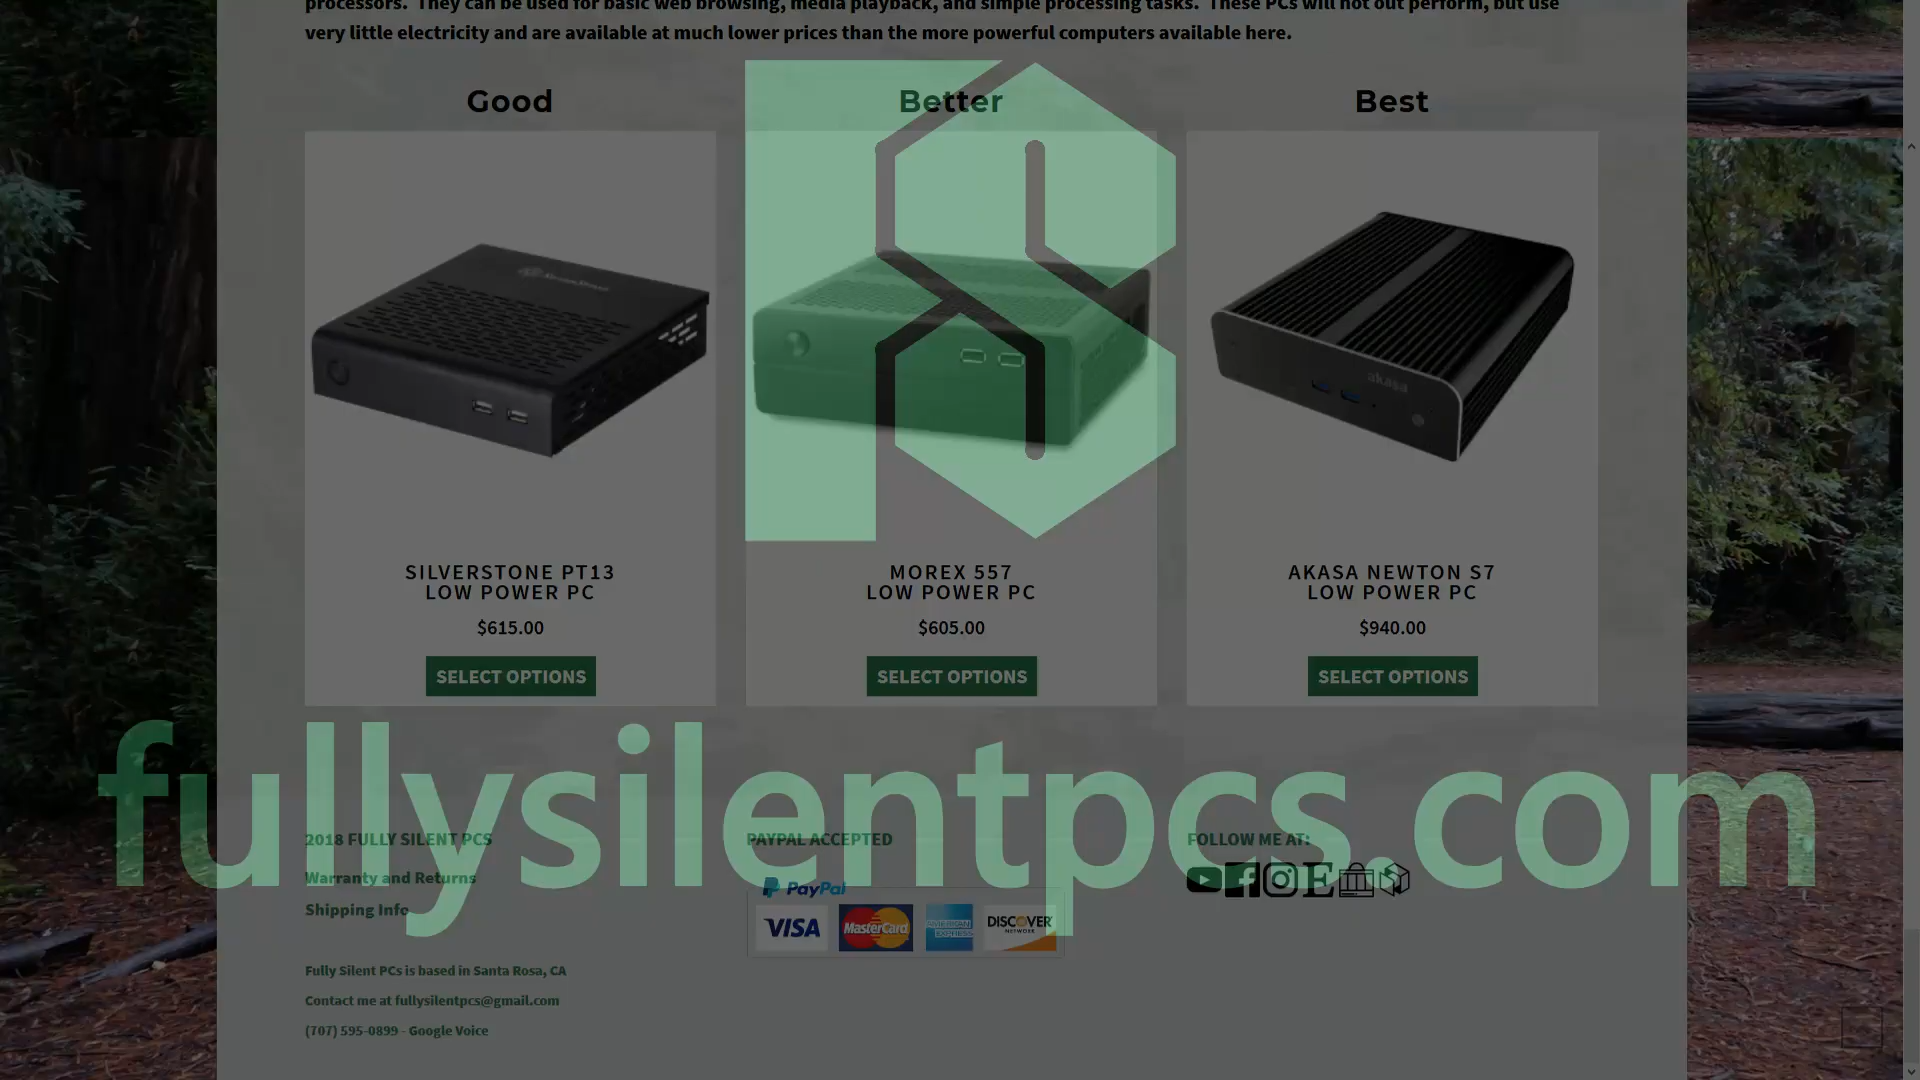 processors. They can be used for basic web browsing, media playback, and simple processing tasks. These PCs will not out perform, but use
very little electricity and are available at much lower prices than the more powerful computers available here.
Good
Better
Best
akasa
SILVERSTONE PT13
LOW POWER PC
$615.00
SELECT OPTIONS
MOREX 557
LOW POWER PC
$605.00
SELECT OPTIONS
AKASA NEWTON S7
LOW POWER PC
$940.00
SELECT OPTIONS
fullysilentpcs.com
2018 FULLY SILENT PCS
Warranty and Returns
Shipping Info
Fully Silent PCs is based in Santa Rosa, CA
Contact me at fullysilentpcs@gmail.com
(707) 595-0899 - Google Voice
PAYPAL ACCEPTED
PayPal
VISA
MasterCard
AMERICAN EXPRESS
DISCOVER
NETWORK
FOLLOW ME AT: